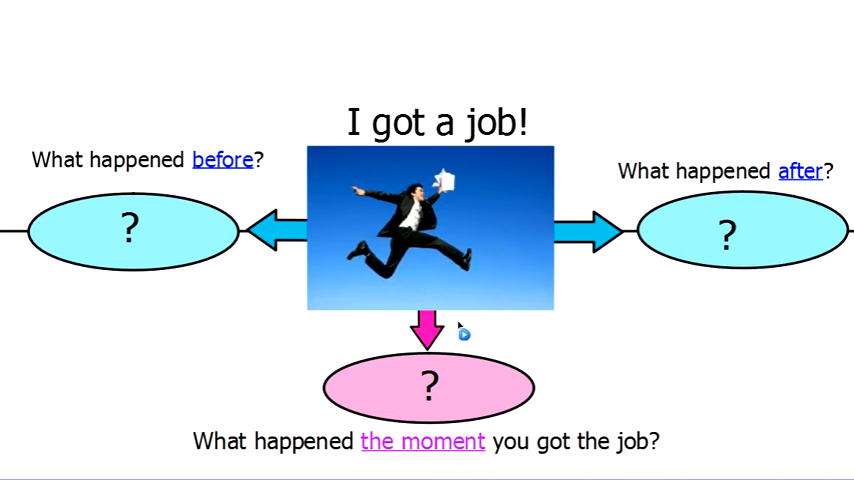 I got a job!
What happened before?
What happened after?
?
?
?
What happened the moment you got the job?